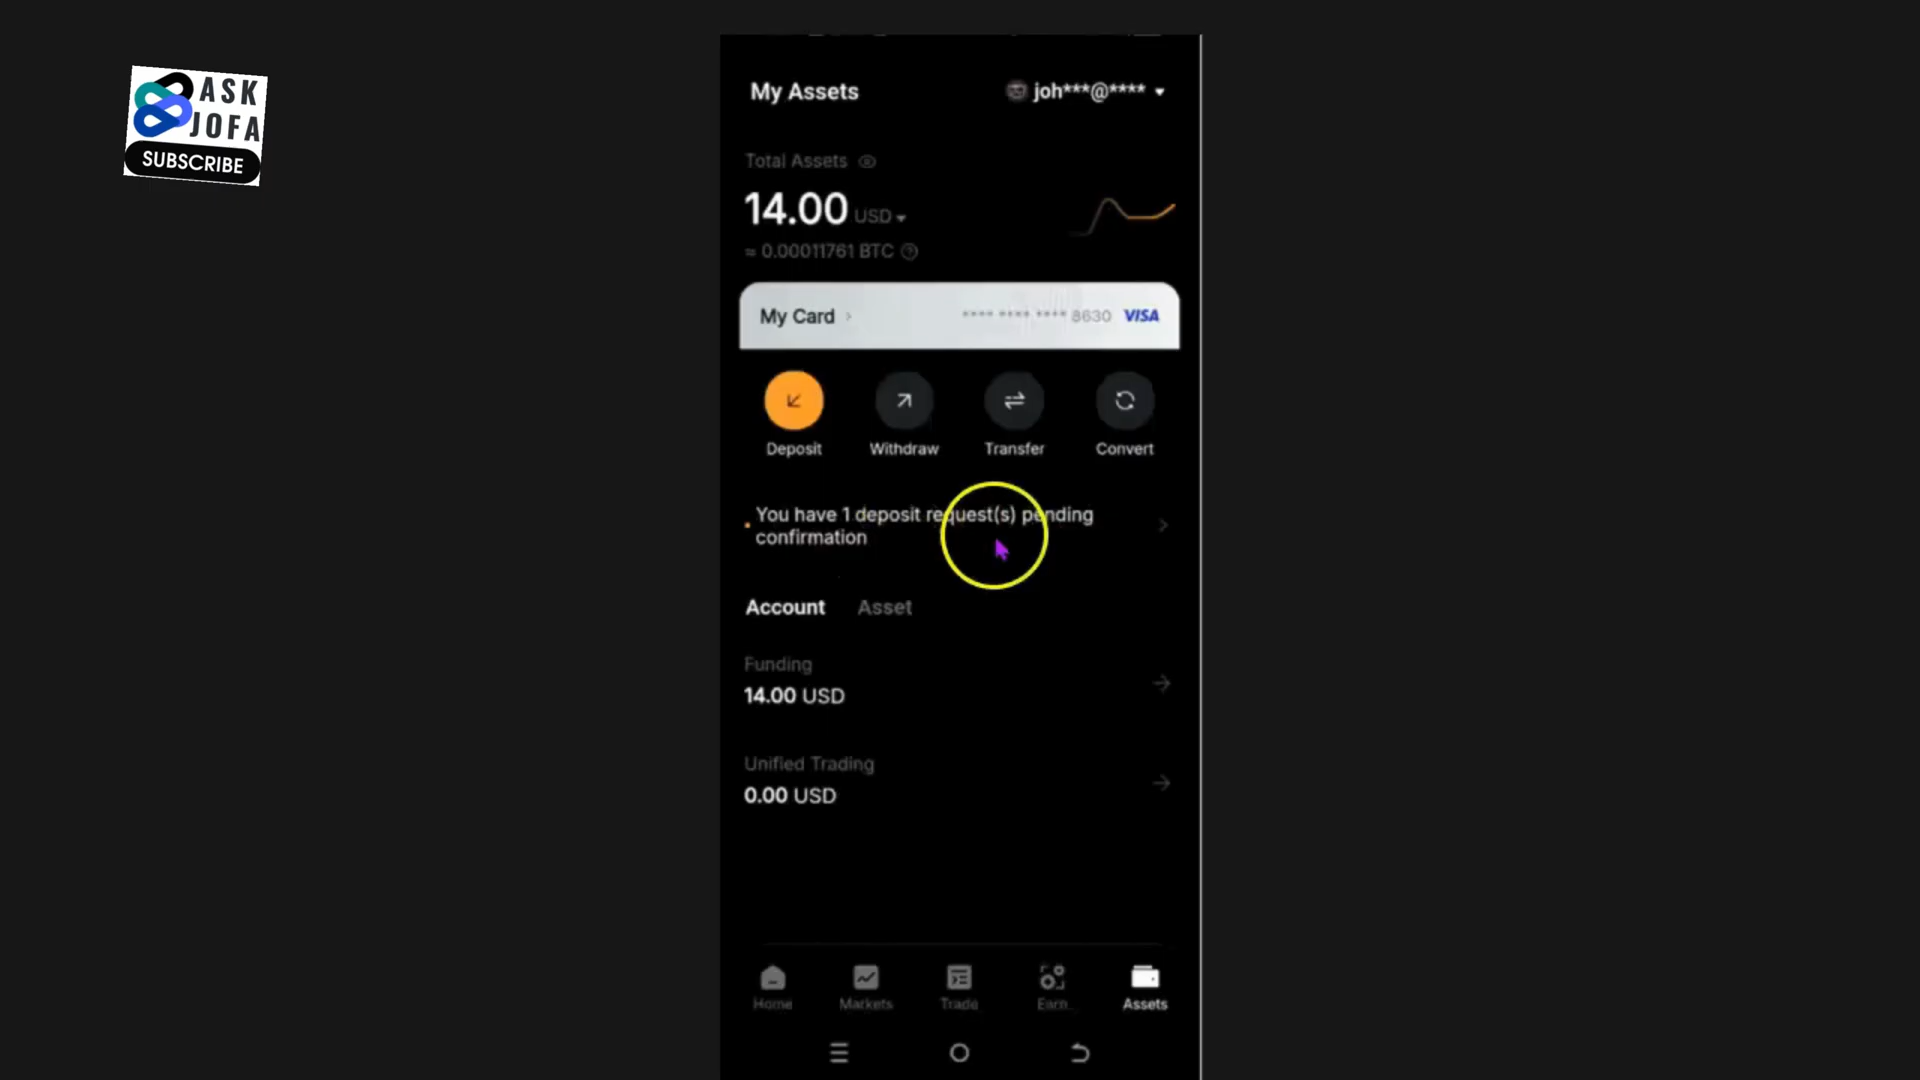 ASK
JOFA
SUBSCRIBE
My Assets
joh***@****
Total Assets
14.00 USD
≈ 0.00011761 BTC
My Card
**** **** **** 8630 VISA
Deposit
Withdraw
Transfer
Convert
You have 1 deposit request(s) pending
confirmation
Account
Asset
Funding
14.00 USD
Unified Trading
0.00 USD
Home
Markets
Trade
Earn
Assets